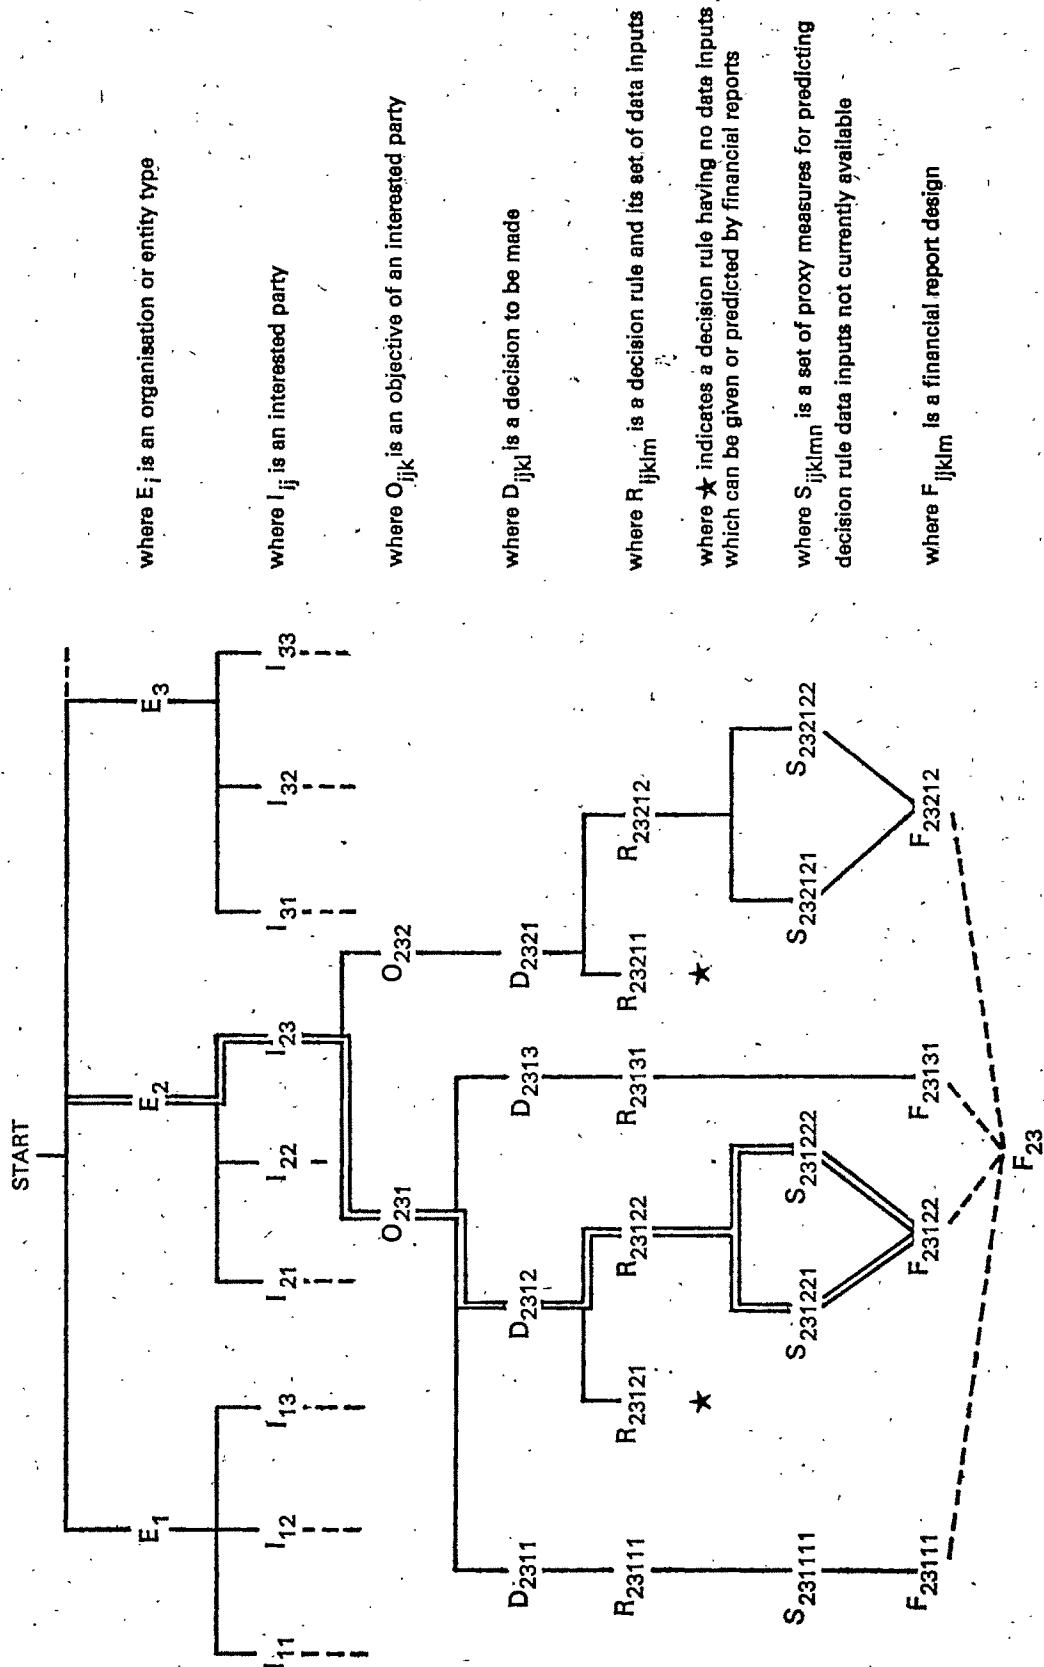 START
E1 E2 E3
where Ei is an organisation or entity type
I11 I12 I13 I21 I22 I23 I31 I32 I33
where Iij is an interested party
O231 O232
where Oijk is an objective of an interested party
D2311 D2312 D2313 D2321
where Dijkl is a decision to be made
R23111 R23121 R23122 R23131 R23211 R23212
where Rijklm is a decision rule and its set of data inputs
★ ★
where ★ indicates a decision rule having no data inputs
which can be given or predicted by financial reports
S231111 S231221 S231222 S232121 S232122
where Sijklmn is a set of proxy measures for predicting
decision rule data inputs not currently available
F23111 F23122 F23131 F23212
where Fijklm is a financial report design
F23